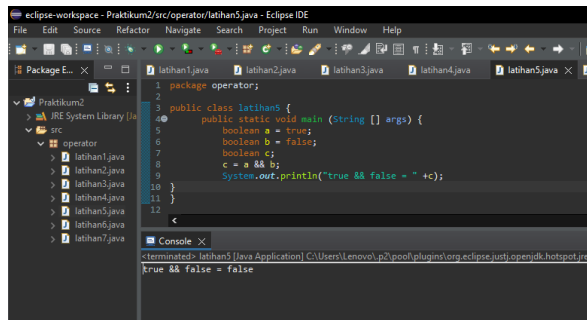 eclipse-workspace - Praktikum2/src/operator/latihan5.java - Eclipse IDE
File Edit Source Refactor Navigate Search Project Run Window Help
Package E... latihan1.java latihan2.java latihan3.java latihan4.java latihan5.java
Praktikum2
JRE System Library [Ja
src
operator
latihan1.java
latihan2.java
latihan3.java
latihan4.java
latihan5.java
latihan6.java
latihan7.java
1 package operator;
2
3 public class latihan5 {
4 public static void main (String [] args) {
5 boolean a = true;
6 boolean b = false;
7 boolean c;
8 c = a && b;
9 System.out.println("true && false = " +c);
10 }
11 }
12
Console
<terminated> latihan5 [Java Application] C:\Users\Lenovo\.p2\pool\plugins\org.eclipse.justj.openjdk.hotspot.jre
true && false = false